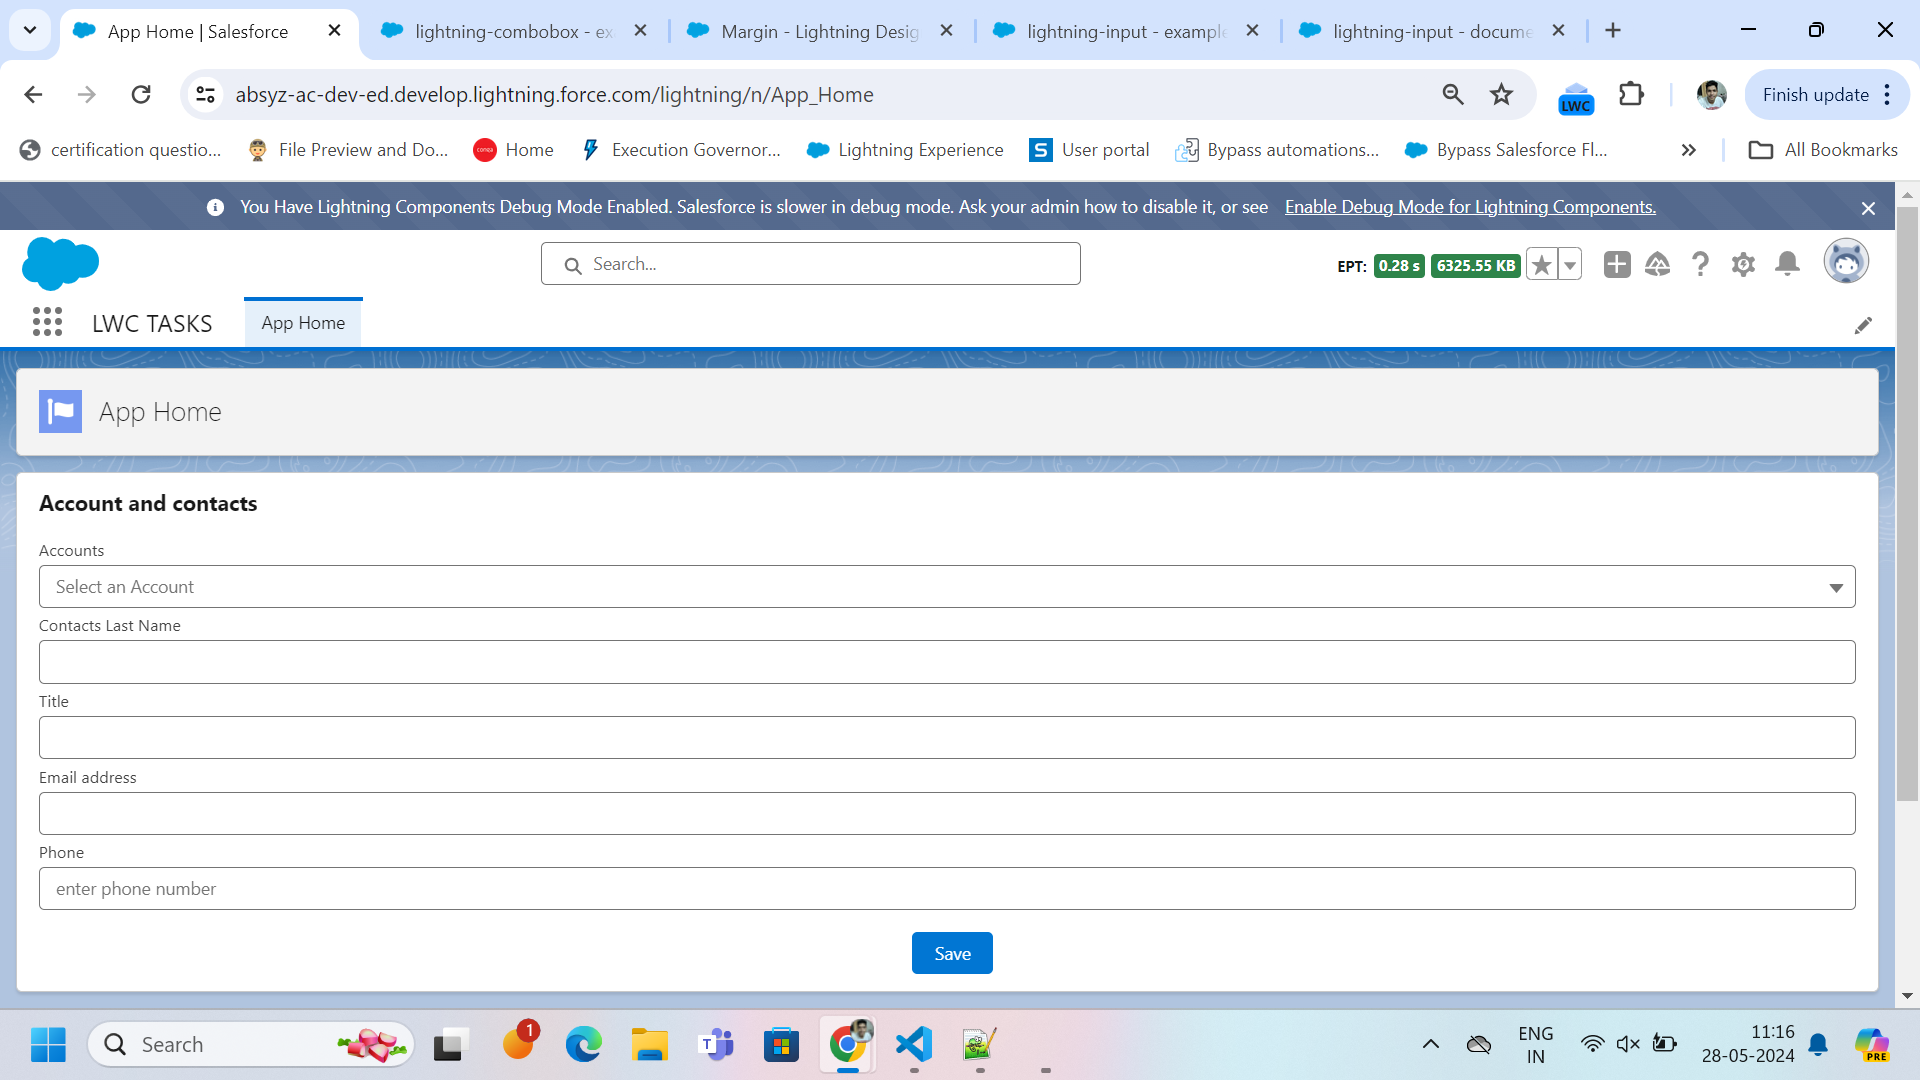 App Home | Salesforce
lightning-combobox - ex
Margin - Lightning Desig
lightning-input - example
lightning-input - docume
absyz-ac-dev-ed.develop.lightning.force.com/lightning/n/App_Home
LWC
Finish update
certification questio...
File Preview and Do...
conga
Home
Execution Governor...
Lightning Experience
S
User portal
Bypass automations...
Bypass Salesforce Fl...
All Bookmarks
You Have Lightning Components Debug Mode Enabled. Salesforce is slower in debug mode. Ask your admin how to disable it, or see Enable Debug Mode for Lightning Components.
Search...
EPT: 0.28 s 6325.55 KB
LWC TASKS
App Home
App Home
Account and contacts
Accounts
Select an Account
Contacts Last Name
Title
Email address
Phone
enter phone number
Save
Search
1
T
ENG
IN
11:16
28-05-2024
PRE